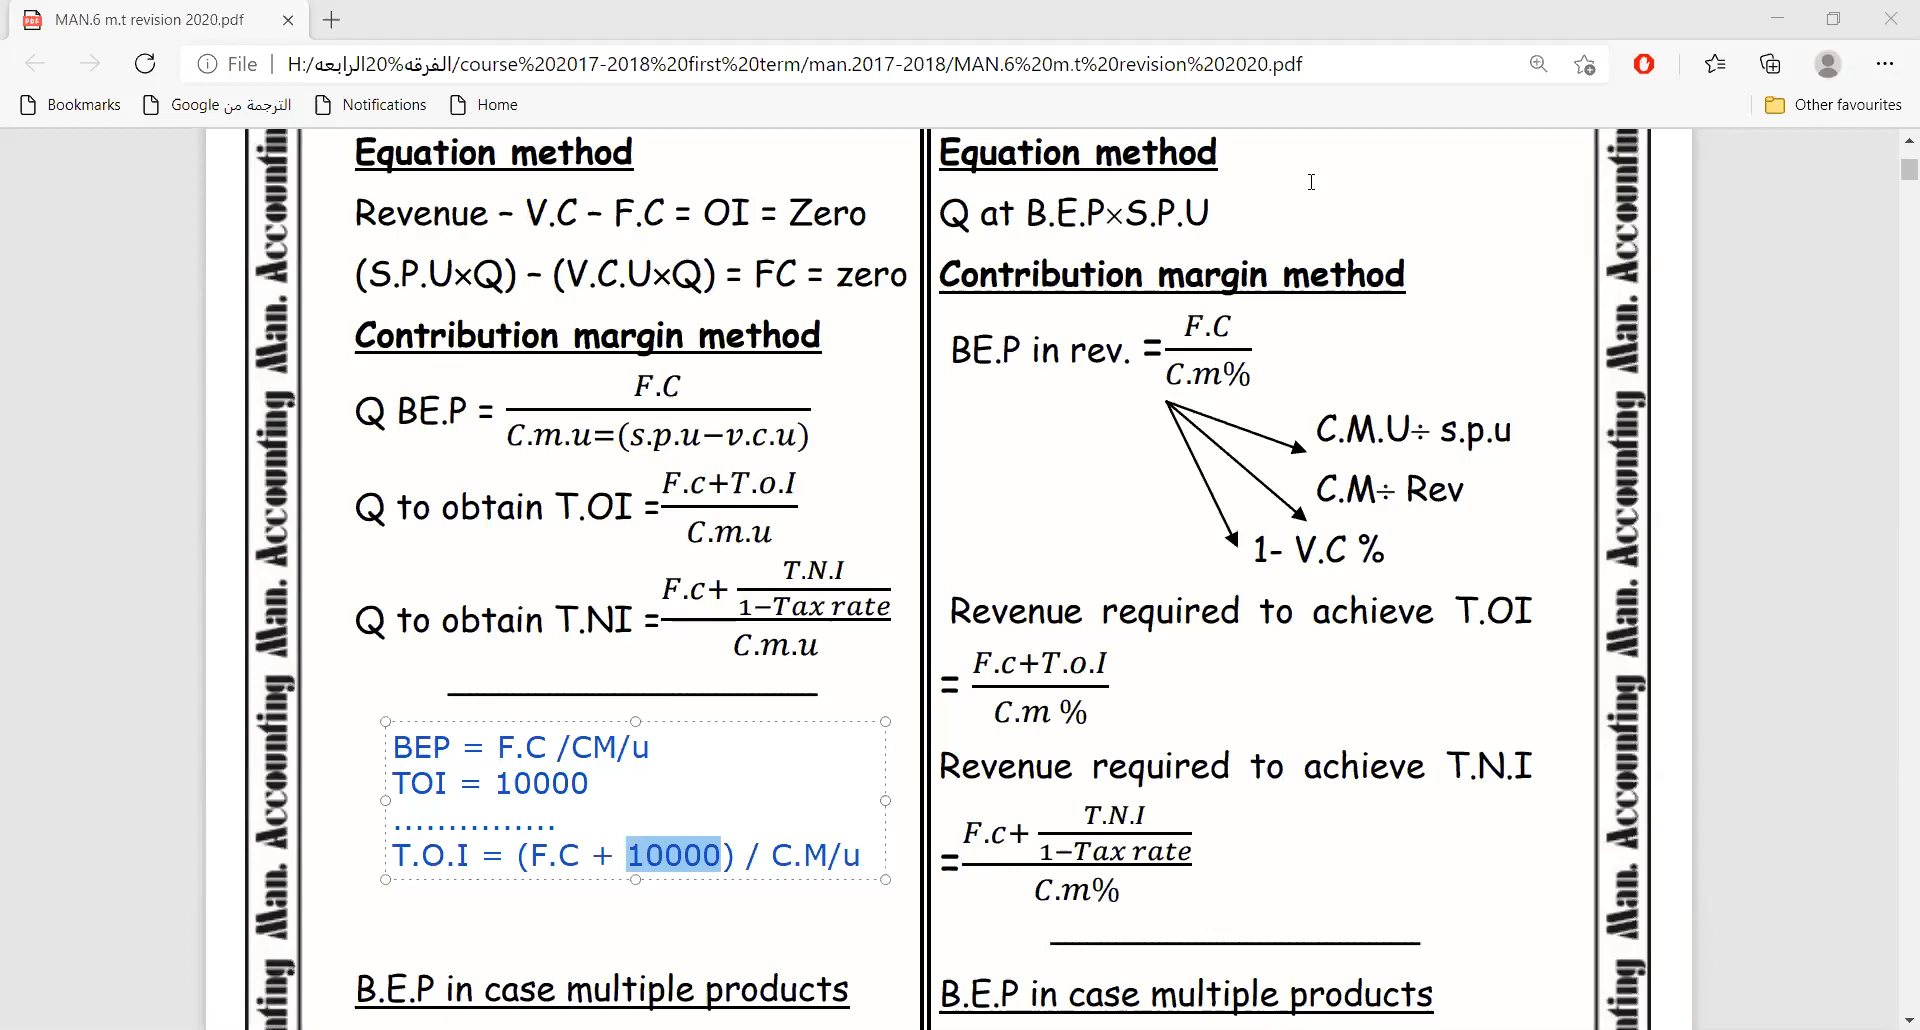 MAN.6 m.t revision 2020.pdf
File
H:/الفرقه%20الرابعه/course%202017-2018%20first%20term/man.2017-2018/MAN.6%20m.t%20revision%202020.pdf
Bookmarks
الترجمة من Google
Notifications
Home
Other favourites
Equation method
Revenue – V.C – F.C = OI = Zero
(S.P.U×Q) – (V.C.U×Q) = FC = zero
Contribution margin method
Q BE.P = F.C / C.m.u=(s.p.u−v.c.u)
Q to obtain T.OI = F.c+T.o.I / C.m.u
Q to obtain T.NI = F.c+ T.N.I / 1−Tax rate / C.m.u
BEP = F.C /CM/u
TOI = 10000
...............
T.O.I = (F.C + 10000) / C.M/u
B.E.P in case multiple products
Equation method
Q at B.E.P×S.P.U
Contribution margin method
BE.P in rev. = F.C / C.m%
C.M.U÷ s.p.u
C.M÷ Rev
1- V.C %
Revenue required to achieve T.OI
= F.c+T.o.I / C.m %
Revenue required to achieve T.N.I
= F.c+ T.N.I / 1−Tax rate / C.m%
B.E.P in case multiple products
Man. Accounting Man. Accounting Man. Accounting
Man. Accounting Man. Accounting Man. Accounting